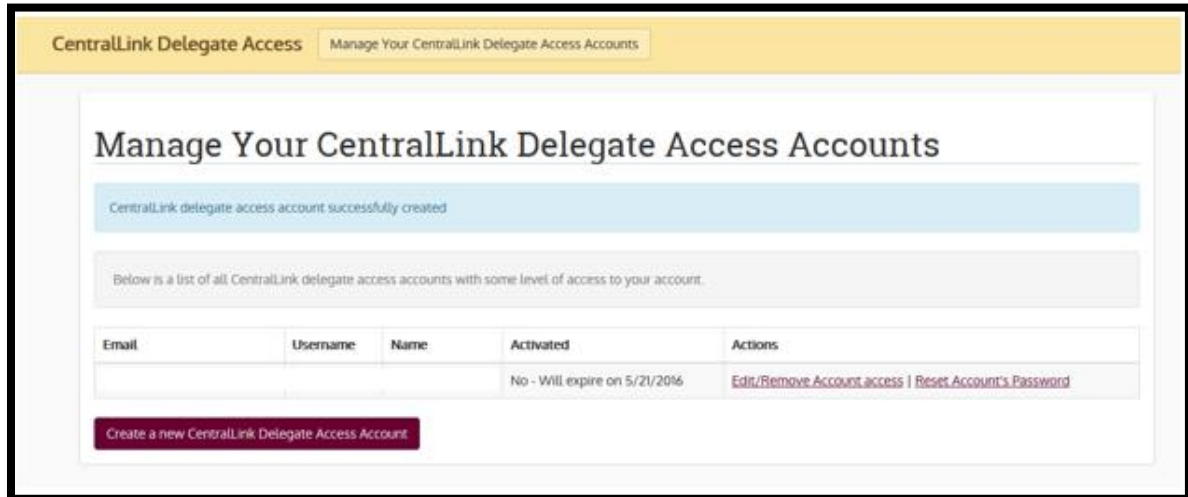 CentralLink Delegate Access Manage Your CentralLink Delegate Access Accounts
Manage Your CentralLink Delegate Access Accounts
CentralLink delegate access account successfully created
Below is a list of all CentralLink delegate access accounts with some level of access to your account.
Email Username Name Activated Actions
No - Will expire on 5/21/2016 Edit/Remove Account access | Reset Account's Password
Create a new CentralLink Delegate Access Account